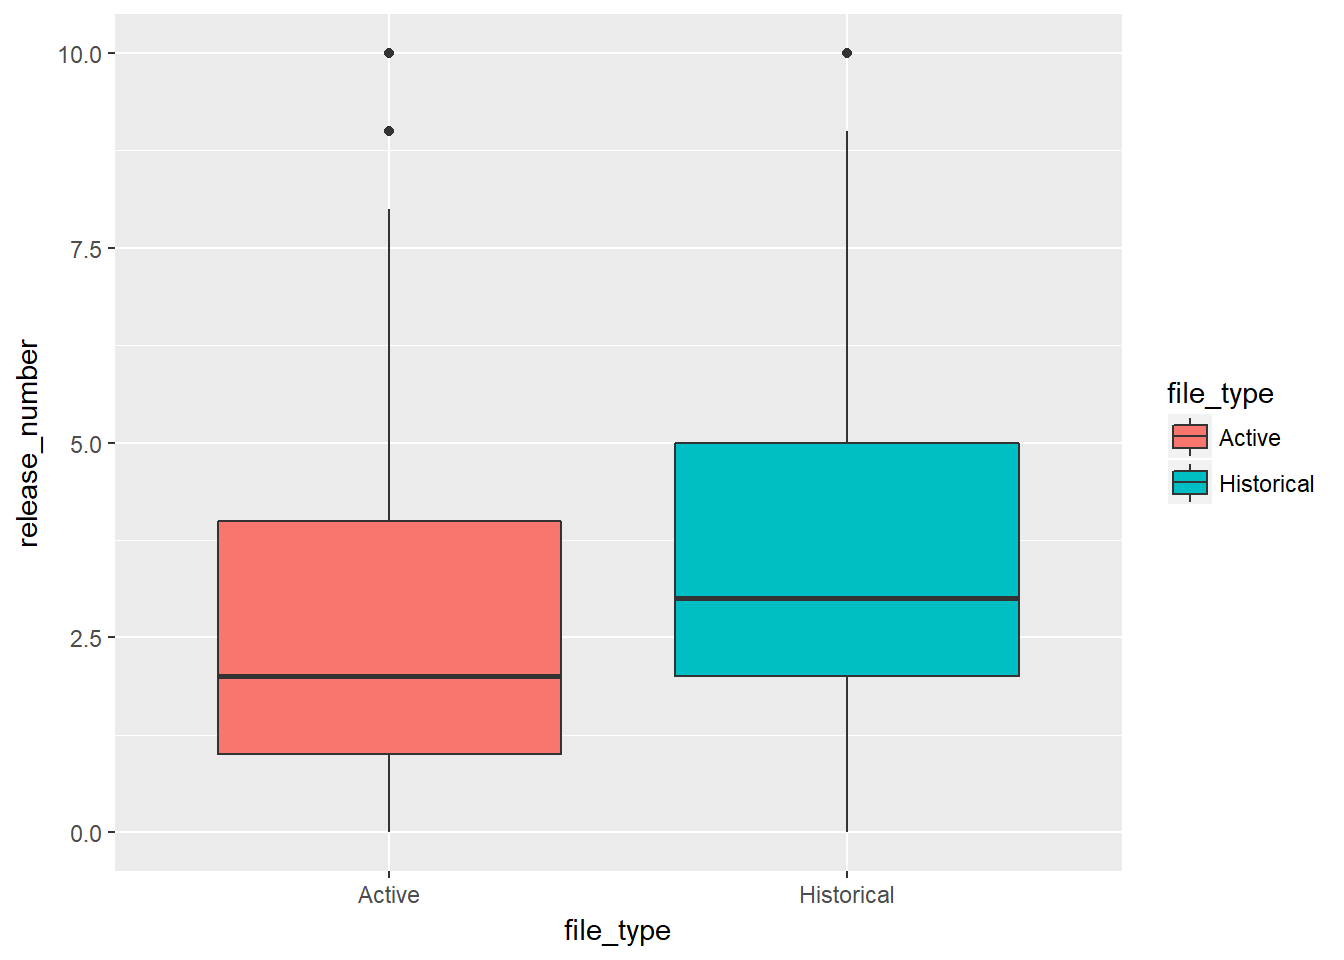 release_number
10.0
7.5
5.0
2.5
0.0
Active
Historical
file_type
file_type
Active
Historical